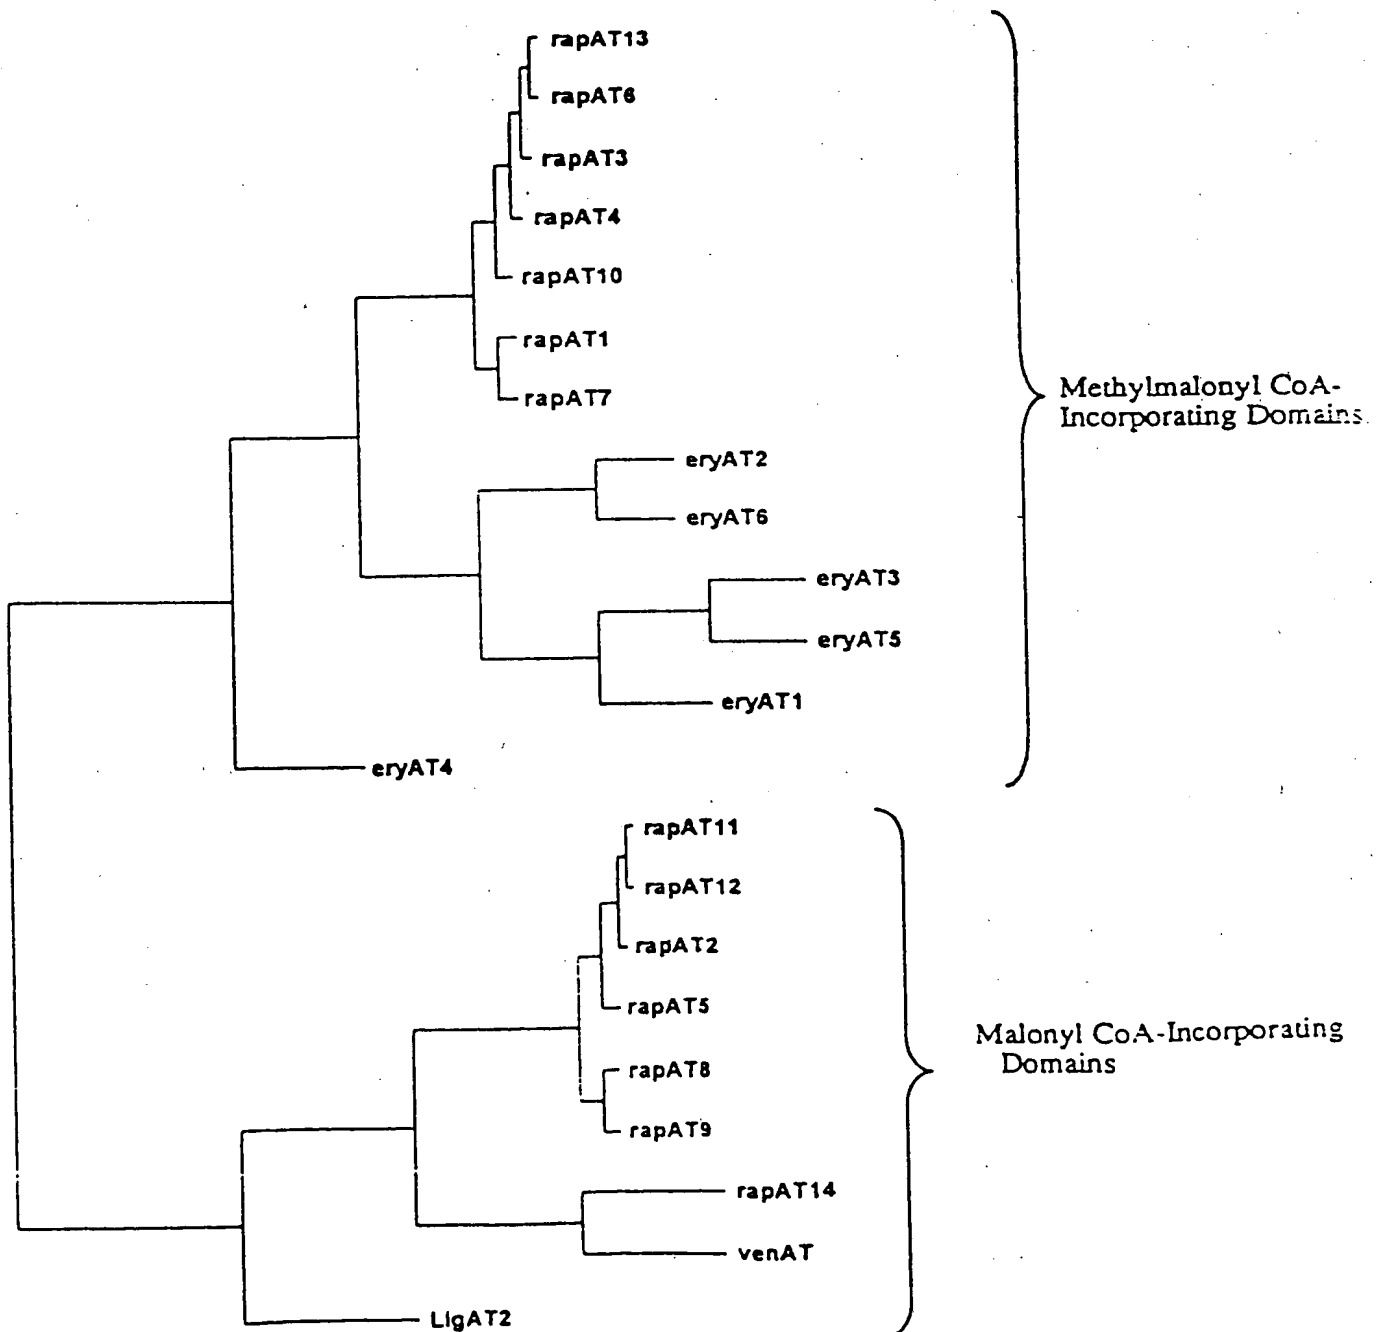 rapAT13
rapAT6
rapAT3
rapAT4
rapAT10
rapAT1
rapAT7
Methylmalonyl CoA-
Incorporating Domains
eryAT2
eryAT6
eryAT3
eryAT5
eryAT1
eryAT4
rapAT11
rapAT12
rapAT2
rapAT5
Malonyl CoA-Incorporating
Domains
rapAT8
rapAT9
rapAT14
venAT
LigAT2